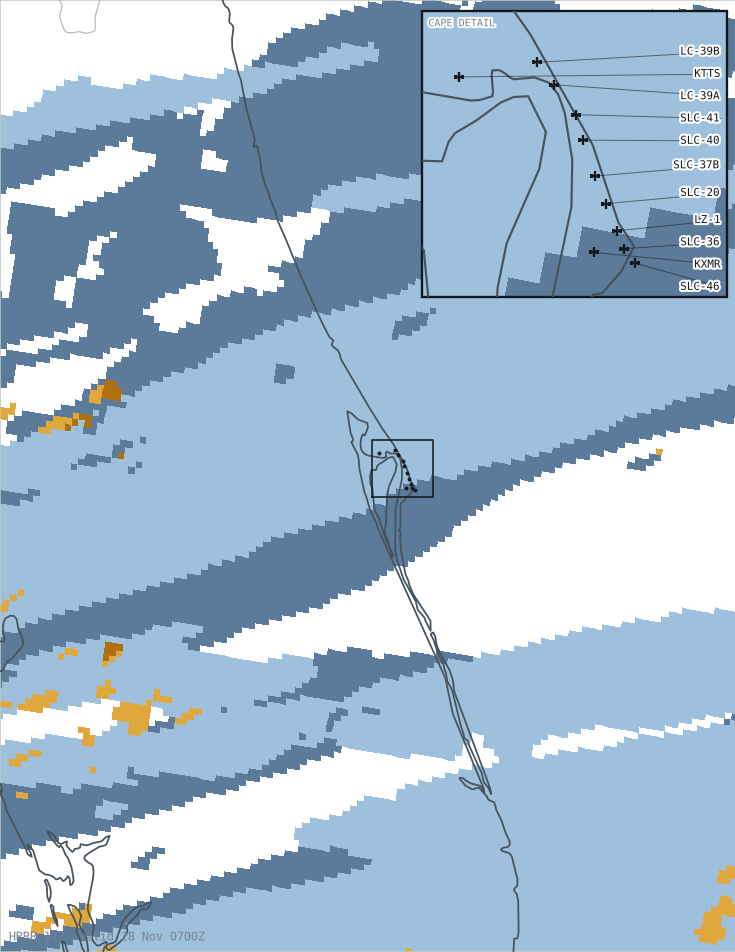 CAPE DETAIL
LC-39B
KTTS
LC-39A
SLC-41
SLC-40
SLC-37B
SLC-20
LZ-1
SLC-36
KXMR
SLC-46
28 Nov 0700Z